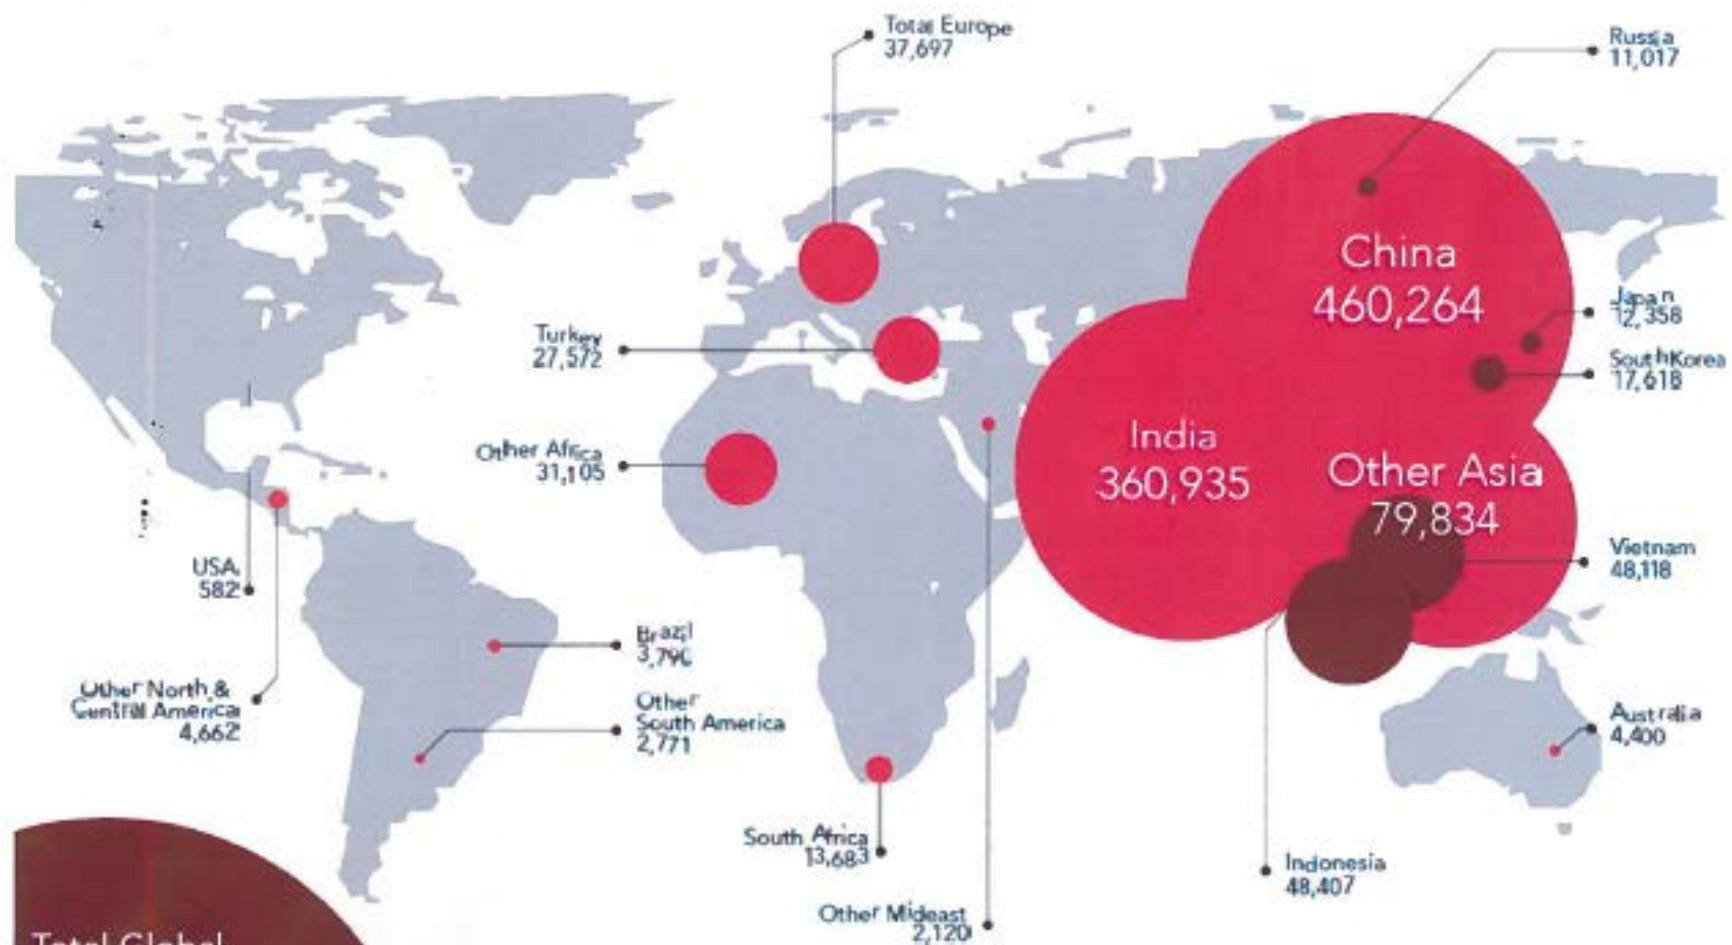 Total Europe
37,697
Russia
11,017
China
460,264
Japan
12,358
South Korea
17,618
Turkey
27,572
India
360,935
Other Asia
79,834
Other Africa
31,105
Vietnam
48,118
USA
582
Brazil
Other North &
Central America
4,662
Other
South America
2,771
Australia
4,400
South Africa
13,683
Indonesia
48,407
Other Mideast
2,120
Total Global